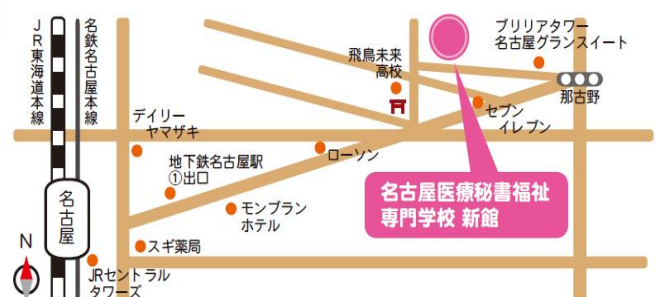 JR東海道本線
名鉄名古屋本線
デイリー
ヤマザキ
地下鉄名古屋駅
①出口
名古屋
N
スギ薬局
JRセントラル
タワーズ
モンブラン
ホテル
ローソン
飛鳥未来
高校
ブリリアタワー
名古屋グランスイート
那古野
セブン
イレブン
名古屋医療秘書福祉
専門学校 新館